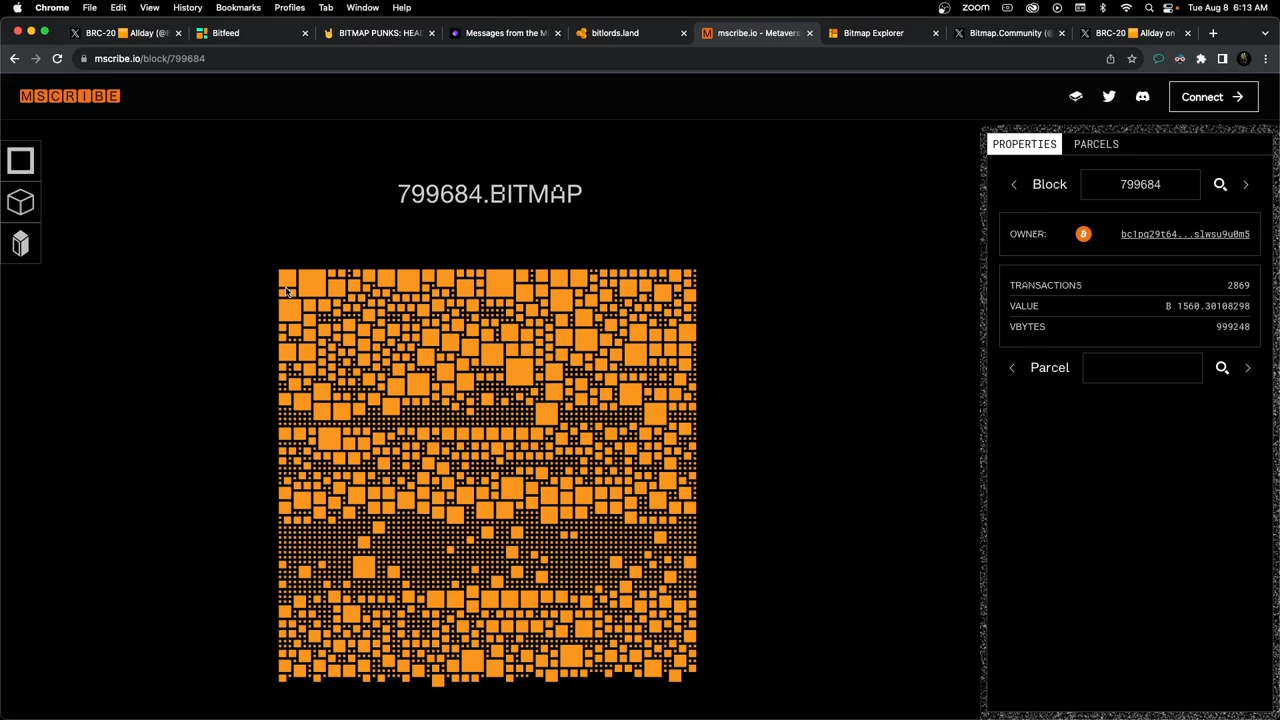 Chrome File Edit View History Bookmarks Profiles Tab Window Help zoom Tue Aug 8 6:13 AM
BRC-20 🟧 Allday (@E Bitfeed BITMAP PUNKS: HEAD Messages from the M bitlords.land mscribe.io - Metavers Bitmap Explorer Bitmap.Community (@ BRC-20 🟧 Allday on
mscribe.io/block/799684
MSCRIBE
Connect →
799684.BITMAP
PROPERTIES PARCELS
Block 799684
OWNER: bc1pq29t64...slwsu9u0m5
TRANSACTIONS 2869
VALUE B 1560.30108298
VBYTES 999248
Parcel